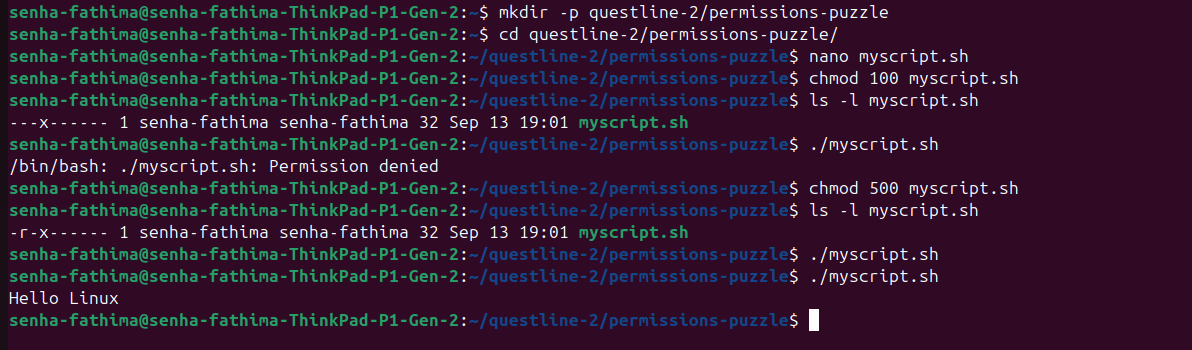 senha-fathima@senha-fathima-ThinkPad-P1-Gen-2:~$ mkdir -p questline-2/permissions-puzzle
senha-fathima@senha-fathima-ThinkPad-P1-Gen-2:~$ cd questline-2/permissions-puzzle/
senha-fathima@senha-fathima-ThinkPad-P1-Gen-2:~/questline-2/permissions-puzzle$ nano myscript.sh
senha-fathima@senha-fathima-ThinkPad-P1-Gen-2:~/questline-2/permissions-puzzle$ chmod 100 myscript.sh
senha-fathima@senha-fathima-ThinkPad-P1-Gen-2:~/questline-2/permissions-puzzle$ ls -l myscript.sh
---x------ 1 senha-fathima senha-fathima 32 Sep 13 19:01 myscript.sh
senha-fathima@senha-fathima-ThinkPad-P1-Gen-2:~/questline-2/permissions-puzzle$ ./myscript.sh
/bin/bash: ./myscript.sh: Permission denied
senha-fathima@senha-fathima-ThinkPad-P1-Gen-2:~/questline-2/permissions-puzzle$ chmod 500 myscript.sh
senha-fathima@senha-fathima-ThinkPad-P1-Gen-2:~/questline-2/permissions-puzzle$ ls -l myscript.sh
-r-x------ 1 senha-fathima senha-fathima 32 Sep 13 19:01 myscript.sh
senha-fathima@senha-fathima-ThinkPad-P1-Gen-2:~/questline-2/permissions-puzzle$ ./myscript.sh
senha-fathima@senha-fathima-ThinkPad-P1-Gen-2:~/questline-2/permissions-puzzle$ ./myscript.sh
Hello Linux
senha-fathima@senha-fathima-ThinkPad-P1-Gen-2:~/questline-2/permissions-puzzle$